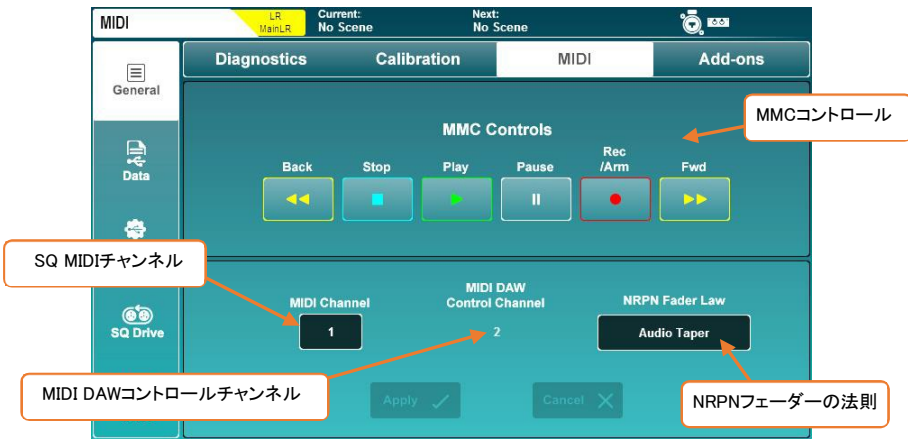 MIDI
LR
MainLR
Current:
No Scene
Next:
No Scene
General
Data
SQ Drive
Diagnostics
Calibration
MIDI
Add-ons
MMC Controls
Back
Stop
Play
Pause
Rec
/Arm
Fwd
MMCコントロール
SQ MIDIチャンネル
MIDI Channel
1
MIDI DAW
Control Channel
2
NRPN Fader Law
Audio Taper
MIDI DAWコントロールチャンネル
Apply
Cancel
NRPNフェーダーの法則